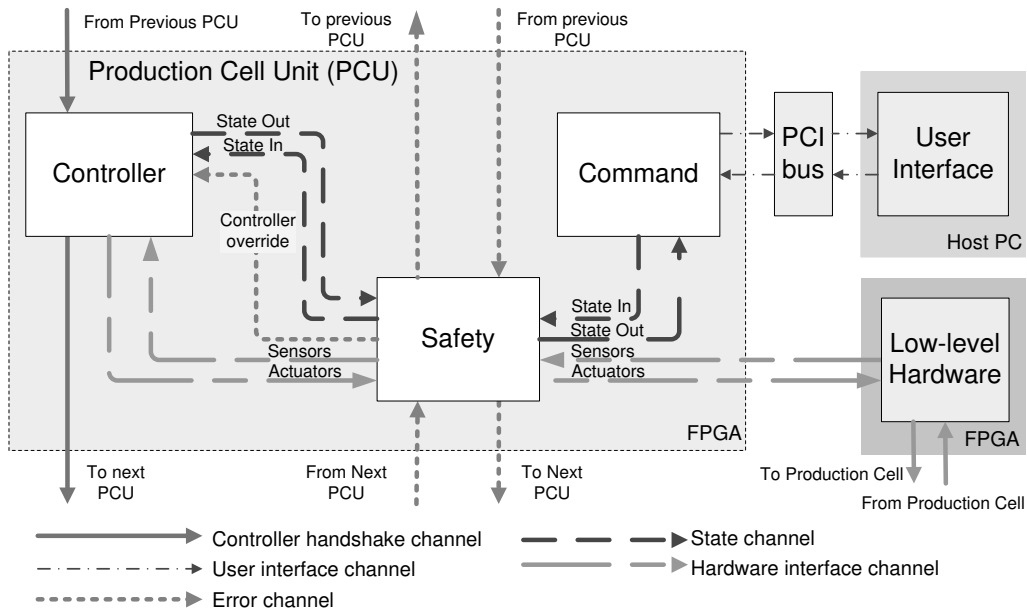 From Previous PCU
To previous
PCU
From previous
PCU
Production Cell Unit (PCU)
Controller
State Out
State In
Controller
override
Command
PCI
bus
User
Interface
Host PC
Safety
State In
State Out
Sensors
Actuators
Sensors
Actuators
Low-level
Hardware
FPGA
FPGA
To next
PCU
From Next
PCU
To Next
PCU
To Production Cell
From Production Cell
Controller handshake channel
State channel
User interface channel
Hardware interface channel
Error channel